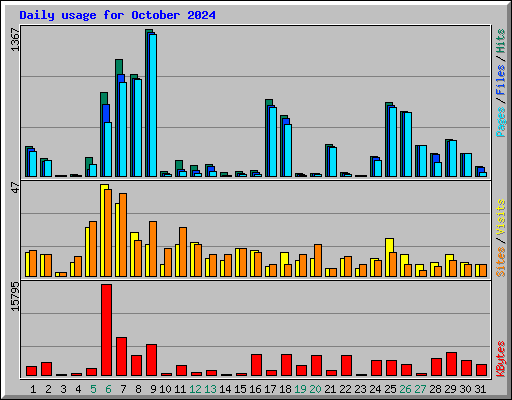 Daily usage for October 2024
1367
Pages / Files / Hits
47
Sites / Visits
15795
KBytes
1 2 3 4 5 6 7 8 9 10 11 12 13 14 15 16 17 18 19 20 21 22 23 24 25 26 27 28 29 30 31